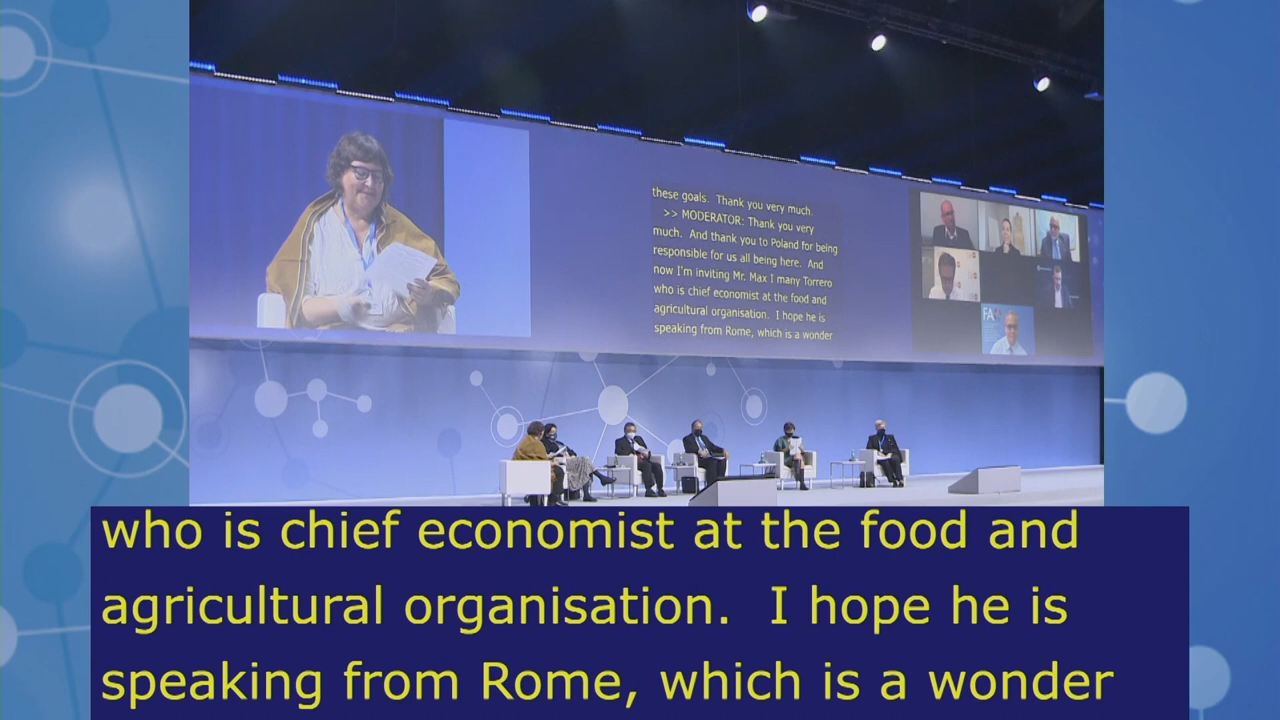 these goals.  Thank you very much.
>> MODERATOR: Thank you very
much.  And thank you to Poland for being
responsible for us all being here.  And
now I'm inviting Mr. Max I many Torrero
who is chief economist at the food and
agricultural organisation.  I hope he is
speaking from Rome, which is a wonder
FA
who is chief economist at the food and
agricultural organisation.  I hope he is
speaking from Rome, which is a wonder